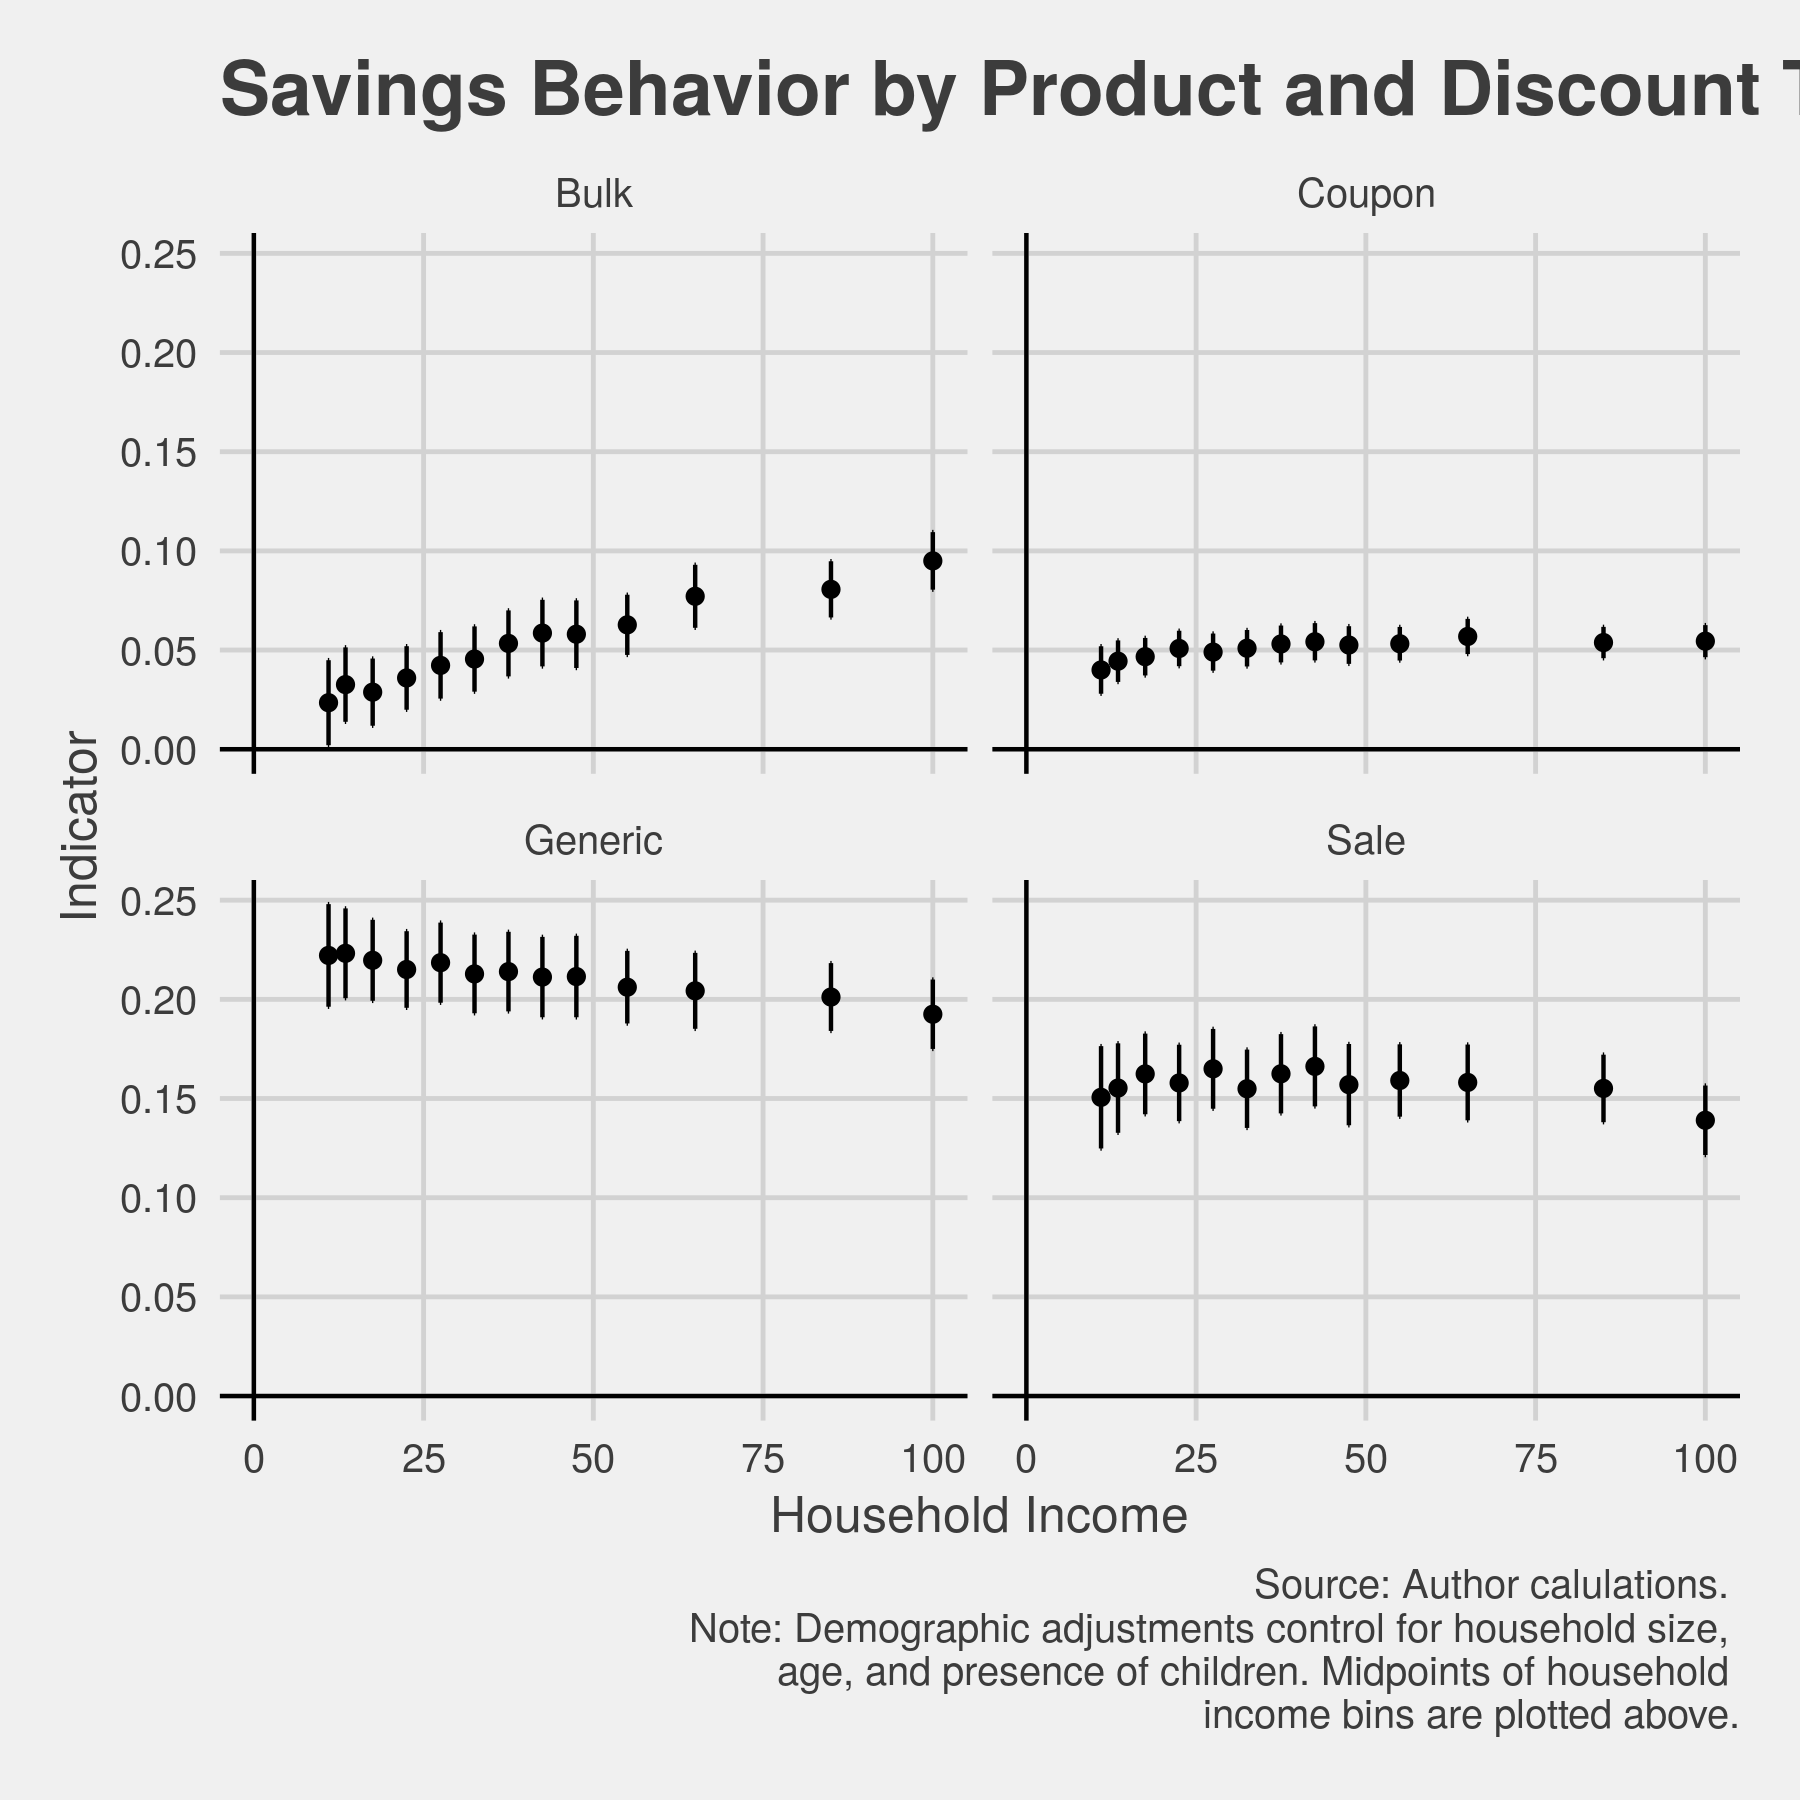 Savings Behavior by Product and Discount T
Bulk
Coupon
0.25
0.20
0.15
0.10
0.05
0.00
Indicator
Generic
Sale
0.25
0.20
0.15
0.10
0.05
0.00
0 25 50 75 100 0 25 50 75 100
Household Income
Source: Author calulations.
Note: Demographic adjustments control for household size,
age, and presence of children. Midpoints of household
income bins are plotted above.